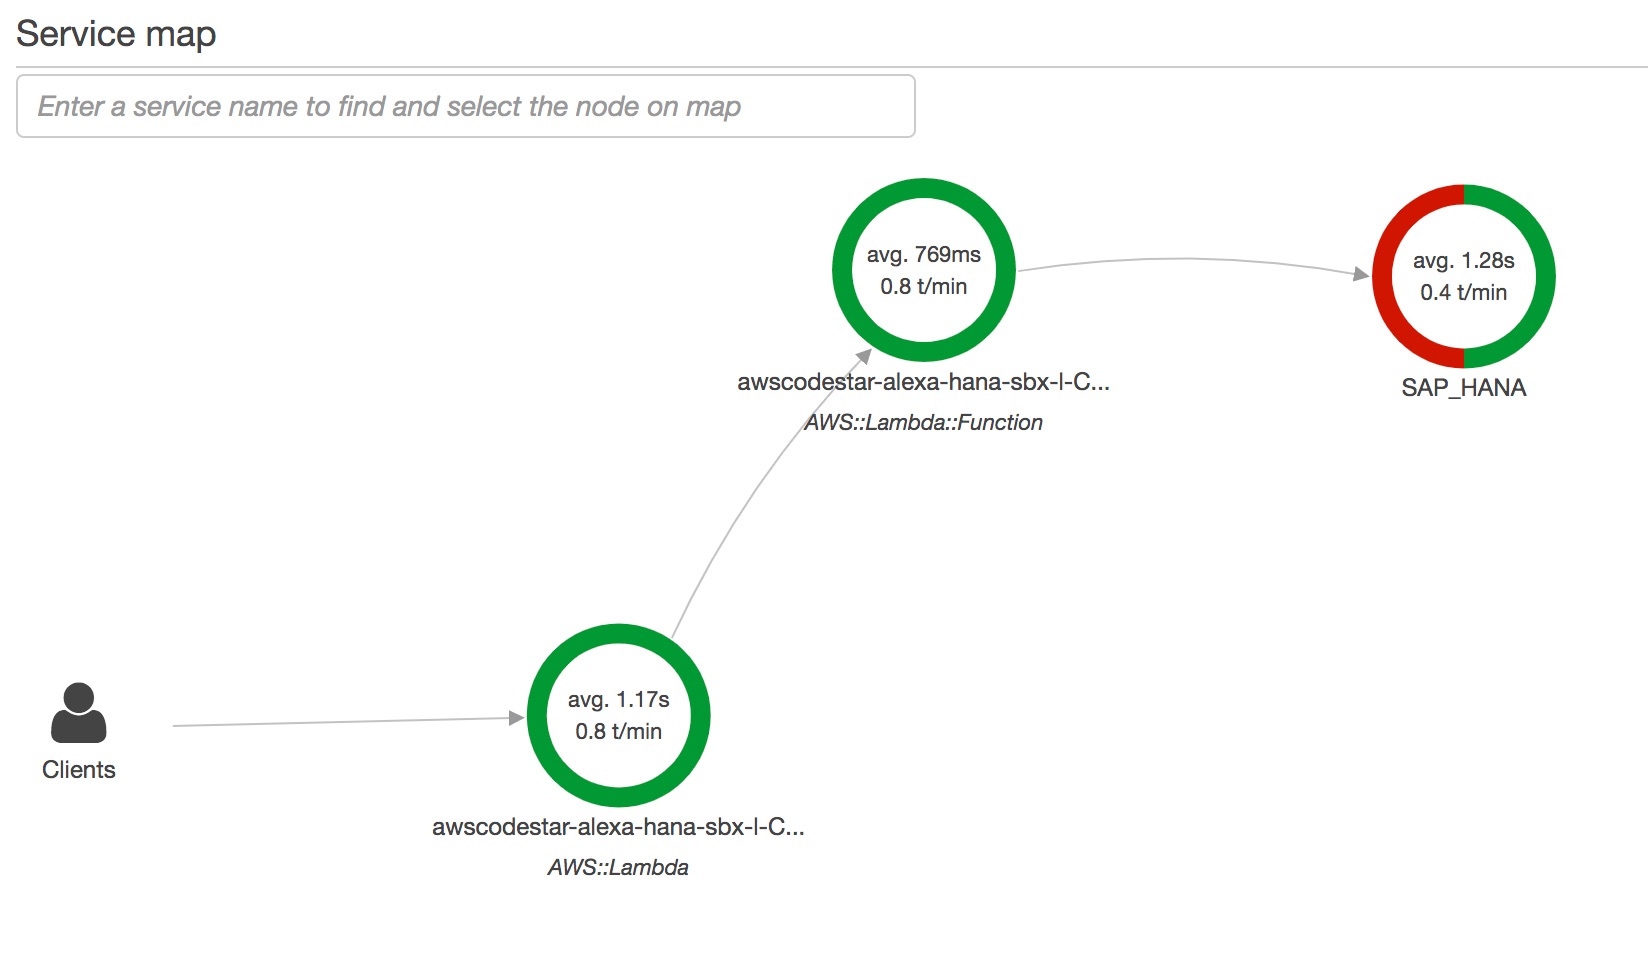 Service map
Enter a service name to find and select the node on map
avg. 769ms
0.8 t/min
awscodestar-alexa-hana-sbx-l-C...
AWS::Lambda::Function
avg. 1.28s
0.4 t/min
SAP_HANA
Clients
avg. 1.17s
0.8 t/min
awscodestar-alexa-hana-sbx-l-C...
AWS::Lambda